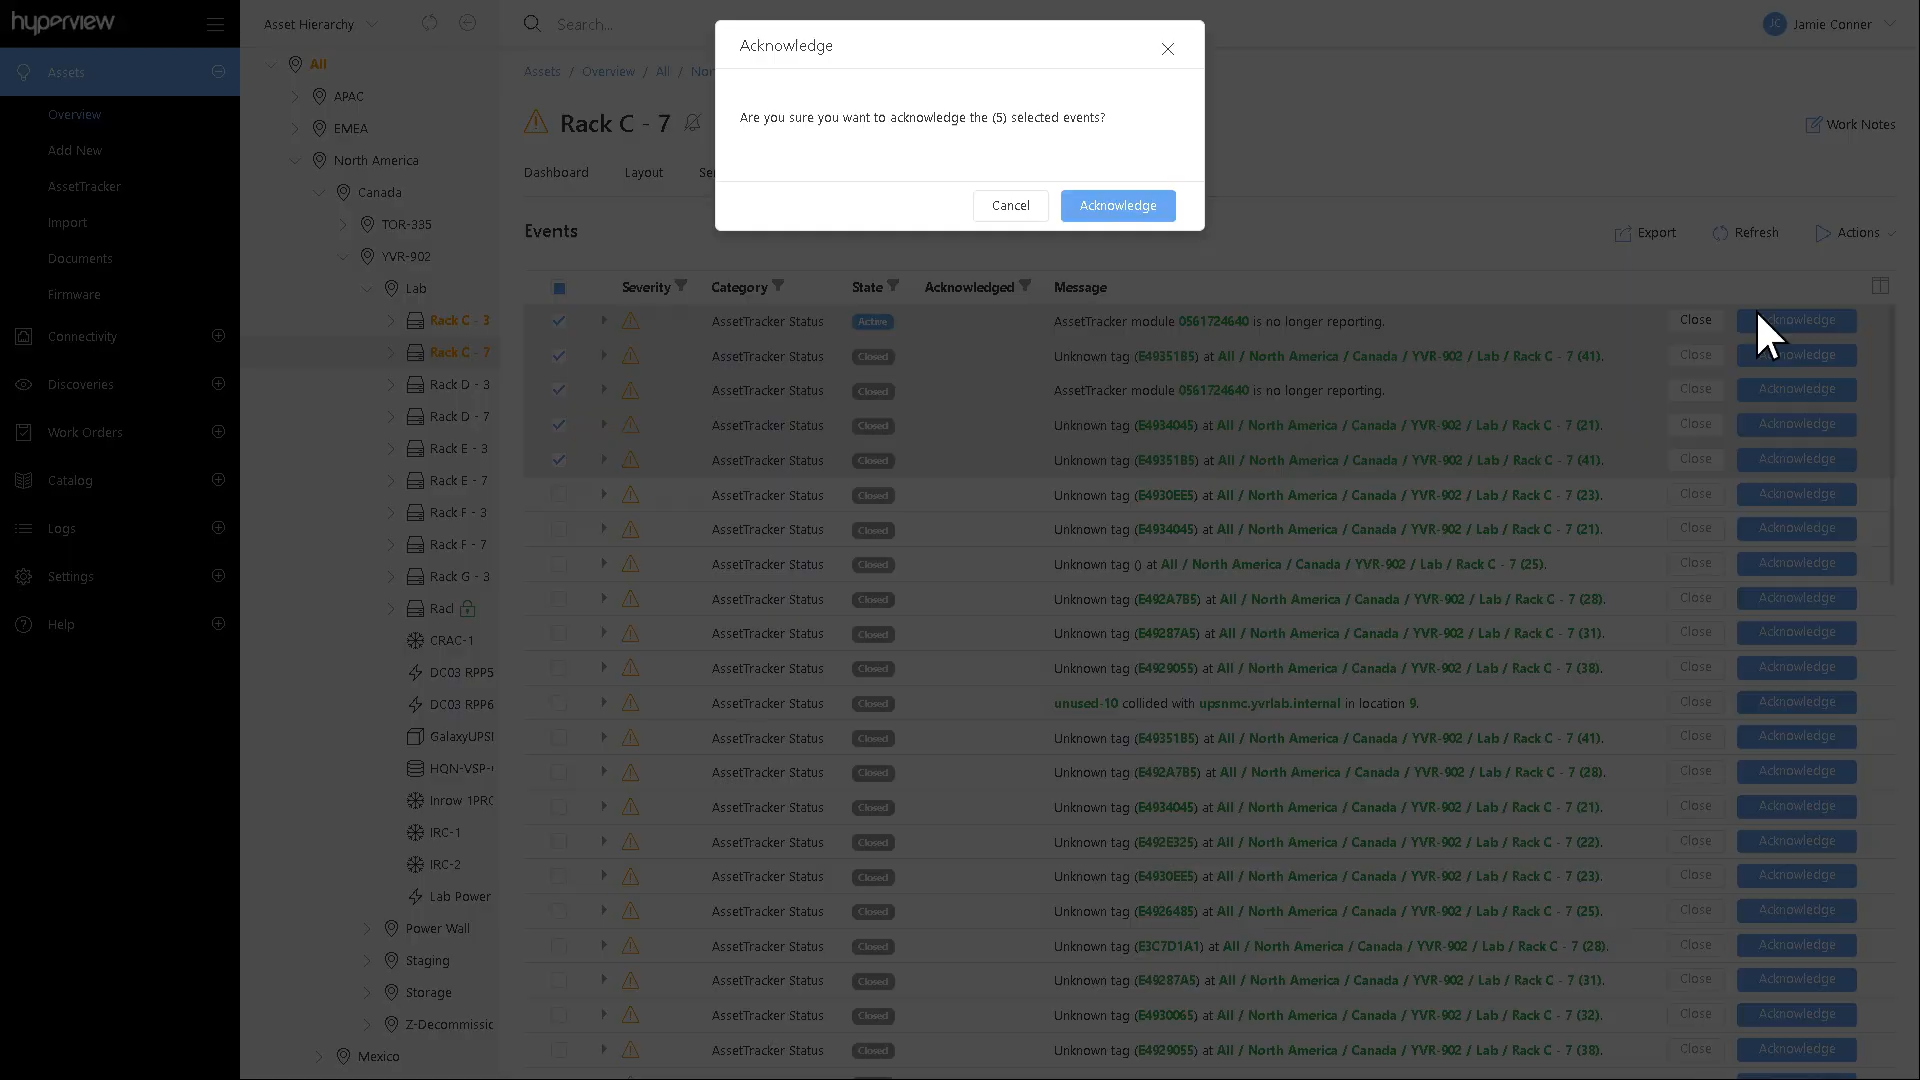 hyperview
Asset Hierarchy
Search...
JC Jamie Conner
Assets
Overview
Add New
AssetTracker
Import
Documents
Firmware
Connectivity
Discoveries
Work Orders
Catalog
Logs
Settings
Help
All
APAC
EMEA
North America
Canada
TOR-335
YVR-902
Lab
Rack C - 3
Rack C - 7
Rack D - 3
Rack D - 7
Rack E - 3
Rack E - 7
Rack F - 3
Rack F - 7
Rack G - 3
Racl
CRAC-1
DC03 RPP5
DC03 RPP6
GalaxyUPS
HQN-VSP-
Inrow 1PRC
IRC-1
IRC-2
Lab Power
Power Wall
Staging
Storage
Z-Decommissic
Mexico
Assets / Overview / All / Nor
Rack C - 7
Work Notes
Dashboard Layout Se
Acknowledge
Are you sure you want to acknowledge the (5) selected events?
Cancel Acknowledge
Events
Export Refresh Actions
Severity Category State Acknowledged Message
AssetTracker Status Active AssetTracker module 0561724640 is no longer reporting. Close Acknowledge
AssetTracker Status Closed Unknown tag (E49351B5) at All / North America / Canada / YVR-902 / Lab / Rack C - 7 (41). Close Acknowledge
AssetTracker Status Closed AssetTracker module 0561724640 is no longer reporting. Close Acknowledge
AssetTracker Status Closed Unknown tag (E4934045) at All / North America / Canada / YVR-902 / Lab / Rack C - 7 (21). Close Acknowledge
AssetTracker Status Closed Unknown tag (E49351B5) at All / North America / Canada / YVR-902 / Lab / Rack C - 7 (41). Close Acknowledge
AssetTracker Status Closed Unknown tag (E4930EE5) at All / North America / Canada / YVR-902 / Lab / Rack C - 7 (23). Close Acknowledge
AssetTracker Status Closed Unknown tag (E4934045) at All / North America / Canada / YVR-902 / Lab / Rack C - 7 (21). Close Acknowledge
AssetTracker Status Closed Unknown tag () at All / North America / Canada / YVR-902 / Lab / Rack C - 7 (25). Close Acknowledge
AssetTracker Status Closed Unknown tag (E492A7B5) at All / North America / Canada / YVR-902 / Lab / Rack C - 7 (28). Close Acknowledge
AssetTracker Status Closed Unknown tag (E49287A5) at All / North America / Canada / YVR-902 / Lab / Rack C - 7 (31). Close Acknowledge
AssetTracker Status Closed Unknown tag (E4929055) at All / North America / Canada / YVR-902 / Lab / Rack C - 7 (38). Close Acknowledge
AssetTracker Status Closed unused-10 collided with upsnmc.yvrlab.internal in location 9. Close Acknowledge
AssetTracker Status Closed Unknown tag (E49351B5) at All / North America / Canada / YVR-902 / Lab / Rack C - 7 (41). Close Acknowledge
AssetTracker Status Closed Unknown tag (E492A7B5) at All / North America / Canada / YVR-902 / Lab / Rack C - 7 (28). Close Acknowledge
AssetTracker Status Closed Unknown tag (E4934045) at All / North America / Canada / YVR-902 / Lab / Rack C - 7 (21). Close Acknowledge
AssetTracker Status Closed Unknown tag (E492E325) at All / North America / Canada / YVR-902 / Lab / Rack C - 7 (22). Close Acknowledge
AssetTracker Status Closed Unknown tag (E4930EE5) at All / North America / Canada / YVR-902 / Lab / Rack C - 7 (23). Close Acknowledge
AssetTracker Status Closed Unknown tag (E4926485) at All / North America / Canada / YVR-902 / Lab / Rack C - 7 (25). Close Acknowledge
AssetTracker Status Closed Unknown tag (E3C7D1A1) at All / North America / Canada / YVR-902 / Lab / Rack C - 7 (28). Close Acknowledge
AssetTracker Status Closed Unknown tag (E49287A5) at All / North America / Canada / YVR-902 / Lab / Rack C - 7 (31). Close Acknowledge
AssetTracker Status Closed Unknown tag (E4930065) at All / North America / Canada / YVR-902 / Lab / Rack C - 7 (32). Close Acknowledge
AssetTracker Status Closed Unknown tag (E4929055) at All / North America / Canada / YVR-902 / Lab / Rack C - 7 (38). Close Acknowledge